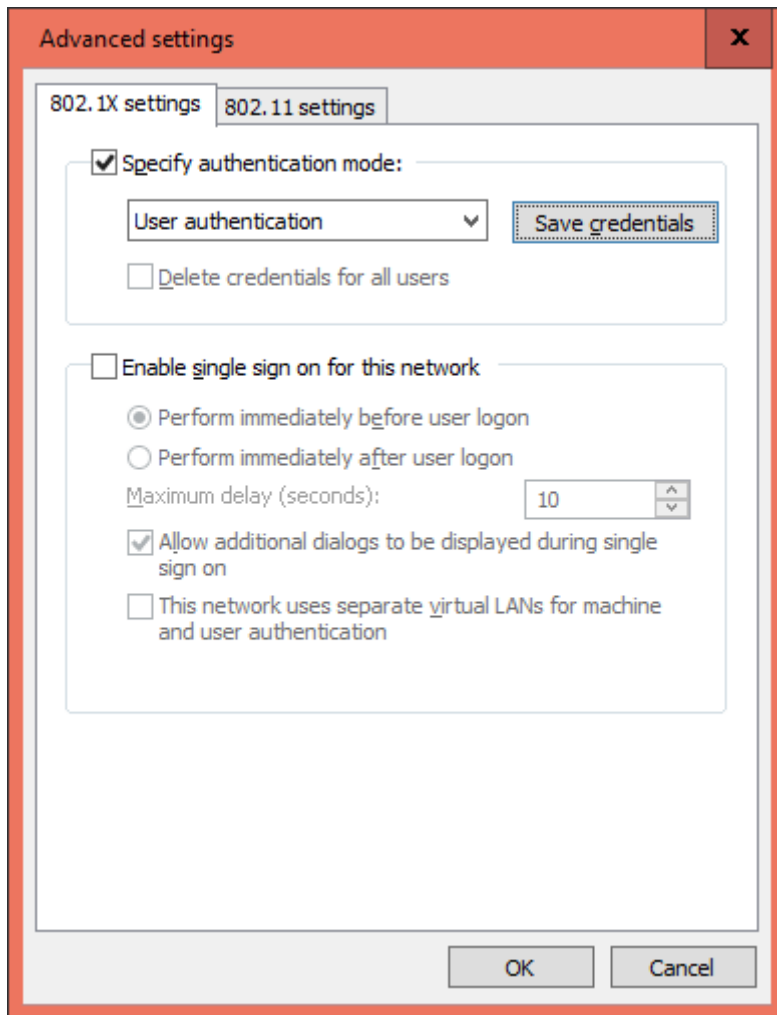 Advanced settings
x
802.1X settings
802.11 settings
Specify authentication mode:
User authentication
Save credentials
Delete credentials for all users
Enable single sign on for this network
Perform immediately before user logon
Perform immediately after user logon
Maximum delay (seconds):
10
Allow additional dialogs to be displayed during single
sign on
This network uses separate virtual LANs for machine
and user authentication
OK
Cancel